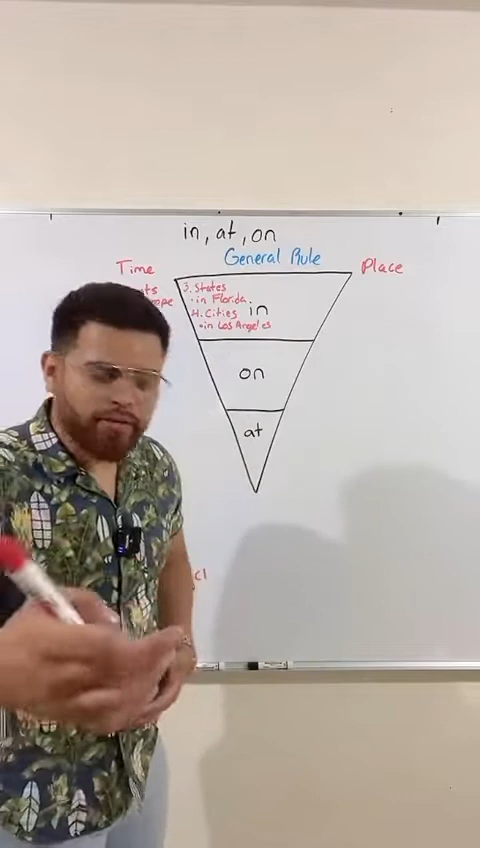 in, at, on
General Rule
Time
Place
3. States
· in Florida.
4. Cities
· in Los Angeles
in
on
at